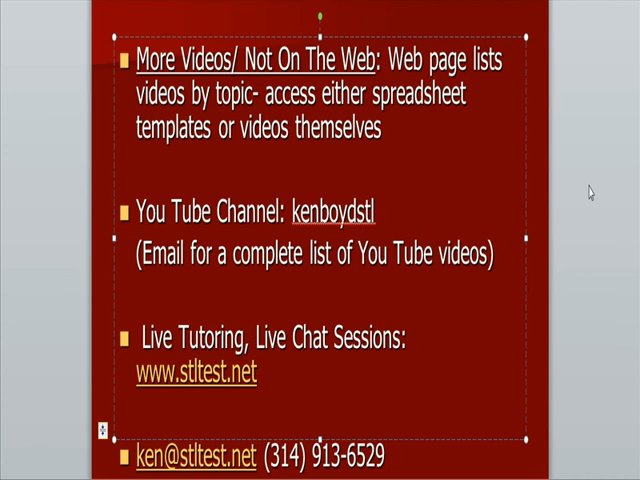 More Videos/ Not On The Web: Web page lists
videos by topic- access either spreadsheet
templates or videos themselves
You Tube Channel: kenboydstl
(Email for a complete list of You Tube videos)
Live Tutoring, Live Chat Sessions:
www.stltest.net
ken@stltest.net (314) 913-6529